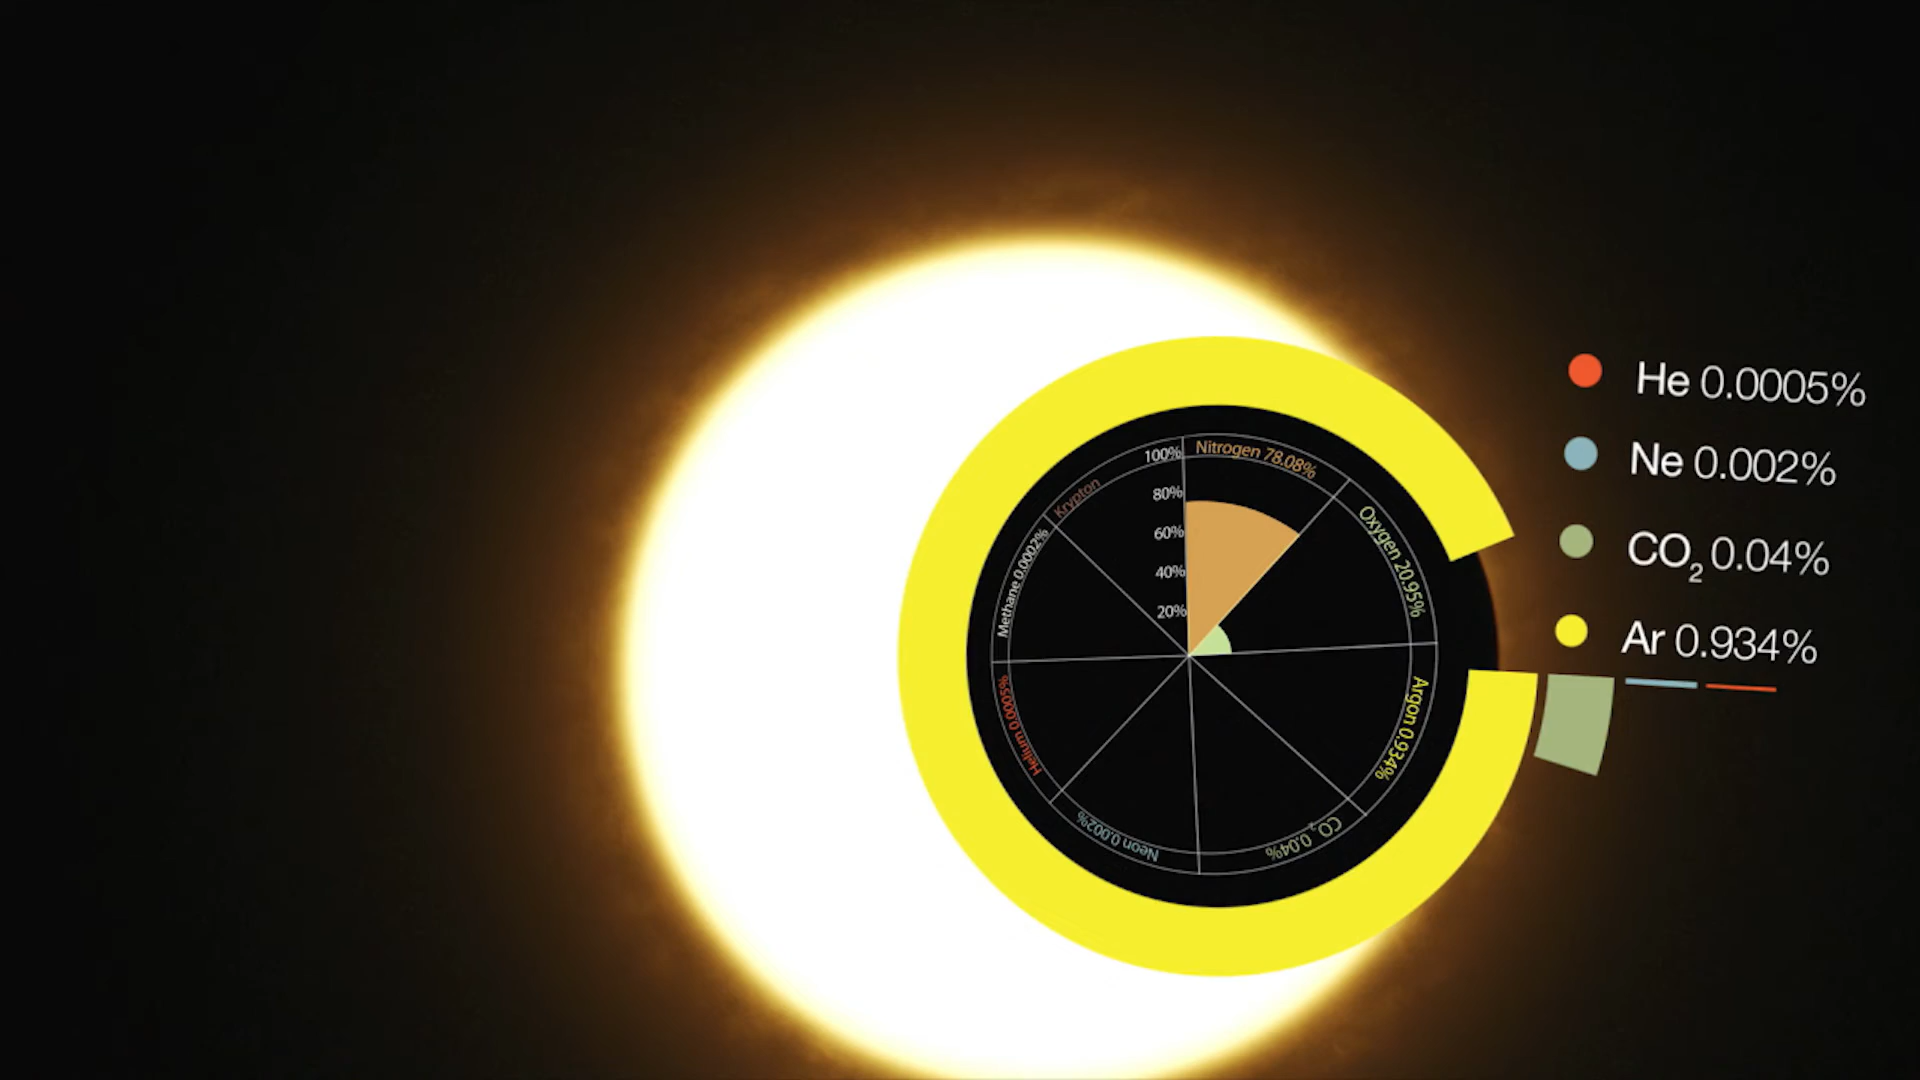 He 0.0005%
Ne 0.002%
CO₂ 0.04%
Ar 0.934%
100%
80%
60%
40%
20%
Nitrogen 78.08%
Oxygen 20.95%
Argon 0.934%
CO₂ 0.04%
Neon 0.002%
Helium 0.0005%
Methane 0.0002%
Krypton